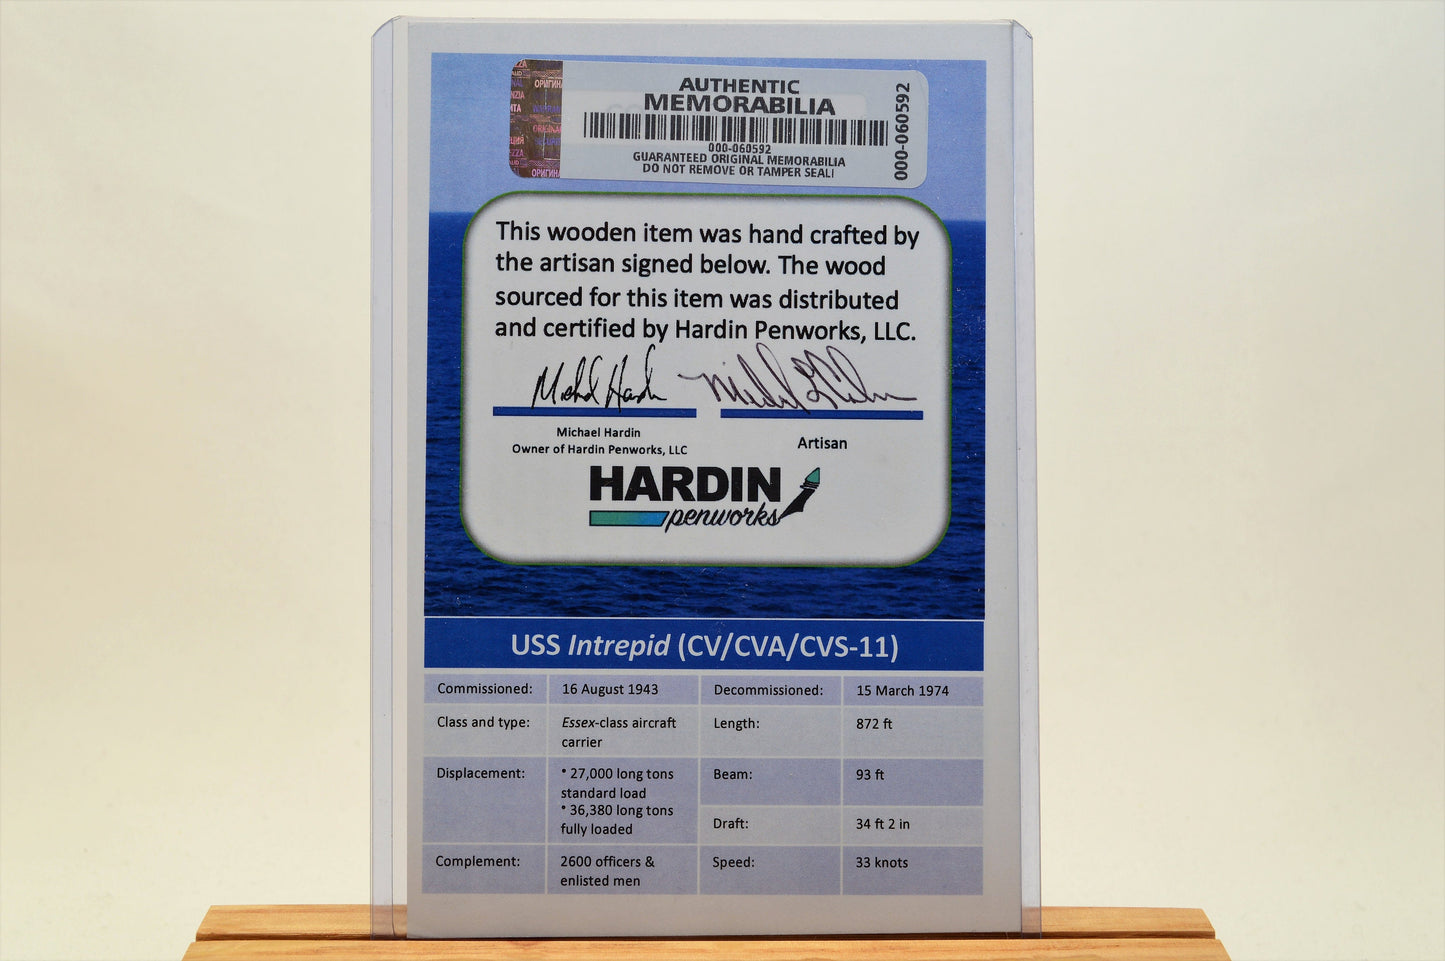 AUTHENTIC
MEMORABILIA
000-060592
GUARANTEED ORIGINAL MEMORABILIA
DO NOT REMOVE OR TAMPER SEAL!
000-060592
ОРИГИН
ORIGINA
ОРИГИН
This wooden item was hand crafted by
the artisan signed below. The wood
sourced for this item was distributed
and certified by Hardin Penworks, LLC.
Michael Hardin
Michael Hardin
Owner of Hardin Penworks, LLC
Artisan
HARDIN
penworks
USS Intrepid (CV/CVA/CVS-11)
Commissioned: 16 August 1943 Decommissioned: 15 March 1974
Class and type: Essex-class aircraft Length: 872 ft
carrier
Displacement: * 27,000 long tons Beam: 93 ft
standard load
* 36,380 long tons
Draft: 34 ft 2 in
fully loaded
Complement: 2600 officers & Speed: 33 knots
enlisted men